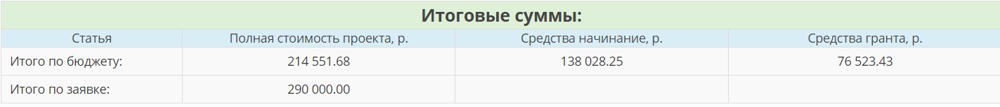 Итоговые суммы:
Статья Полная стоимость проекта, р. Средства начинание, р. Средства гранта, р.
Итого по бюджету: 214 551.68 138 028.25 76 523.43
Итого по заявке: 290 000.00